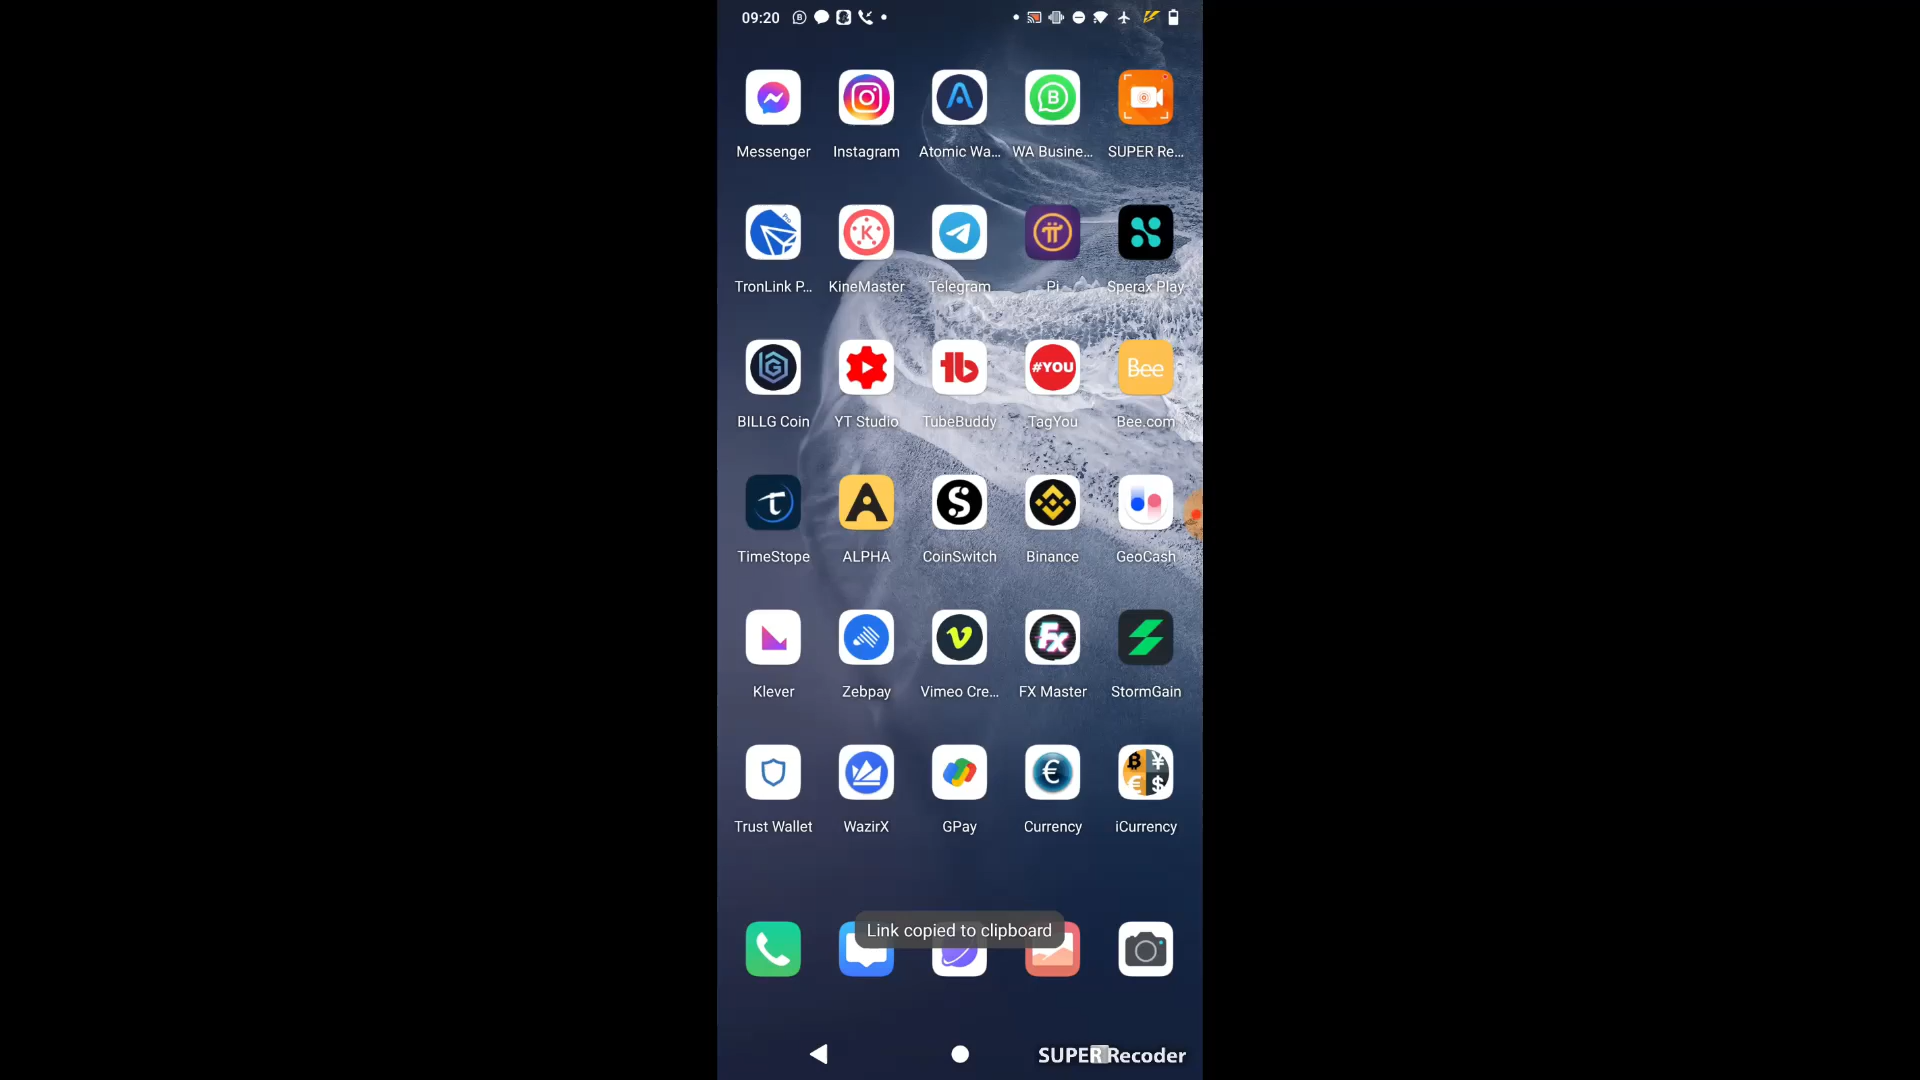 09:20
Messenger Instagram Atomic Wa... WA Busine... SUPER Re...
TronLink P... KineMaster Telegram Pi Sperax Play
#YOU Bee
BILLG Coin YT Studio TubeBuddy TagYou Bee.com
TimeStope ALPHA CoinSwitch Binance GeoCash
Klever Zebpay Vimeo Cre... FX Master StormGain
Trust Wallet WazirX GPay Currency iCurrency
Link copied to clipboard
SUPER Recoder